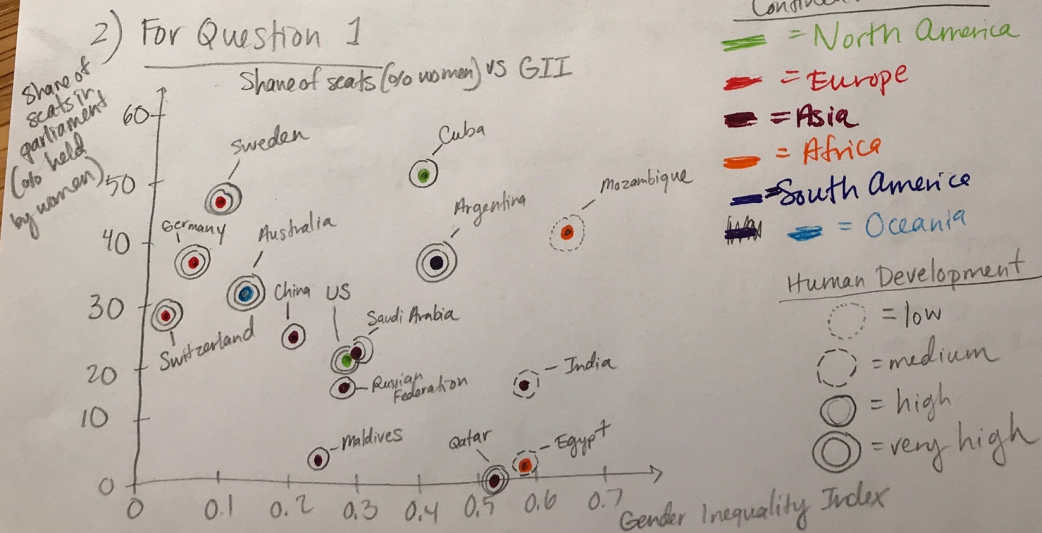 2) For Question 1
Share of seats (% women) vs GII
Share of
seats in
parliament
(% held
by women)
60
50
40
30
20
10
0
0 0.1 0.2 0.3 0.4 0.5 0.6 0.7
Gender Inequality Index
Sweden
Cuba
Mozambique
Germany
Australia
Argentina
China
US
Saudi Arabia
Switzerland
Russian
Federation
India
Maldives
Qatar
Egypt
= North America
= Europe
= Asia
= Africa
= South America
= Oceania
Human Development
= low
= medium
= high
= very high